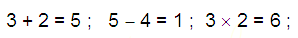 3 + 2 = 5 ; 5 – 4 = 1 ; 3 × 2 = 6 ;